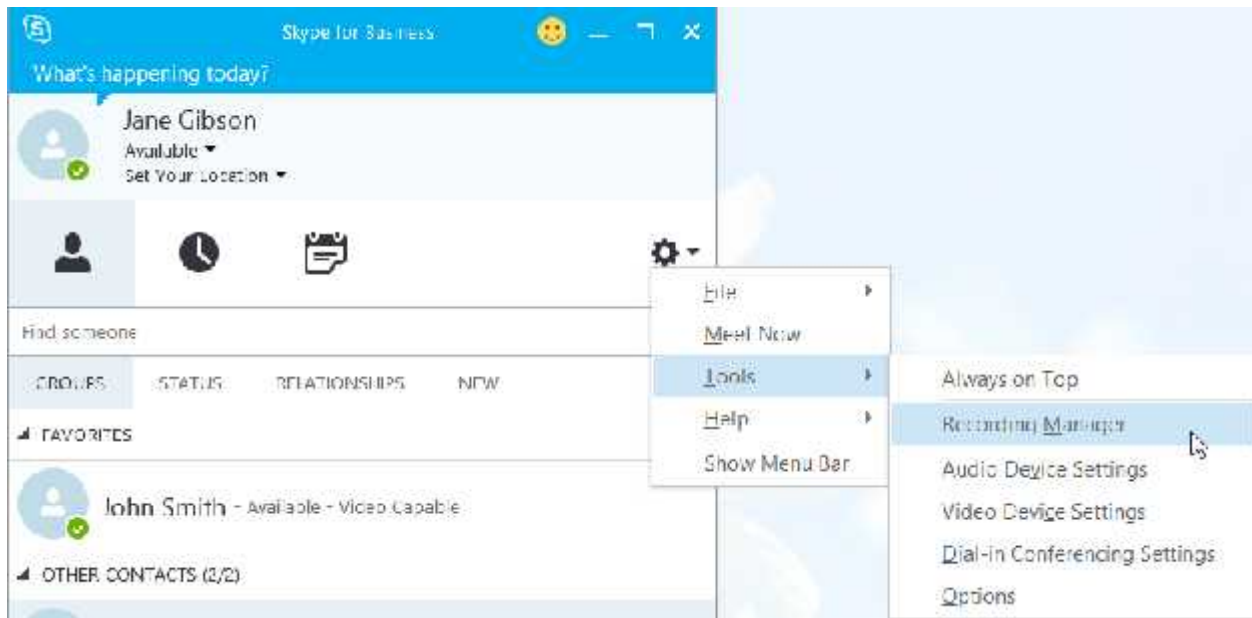 Skype for Business
What's happening today?
Jane Gibson
Available
Set Your Location
Find someone
GROUPS STATUS RELATIONSHIPS NEW
FAVORITES
John Smith - Available - Video Capable
OTHER CONTACTS (2/2)
File
Meet Now
Tools
Help
Show Menu Bar
Always on Top
Recording Manager
Audio Device Settings
Video Device Settings
Dial-in Conferencing Settings
Options